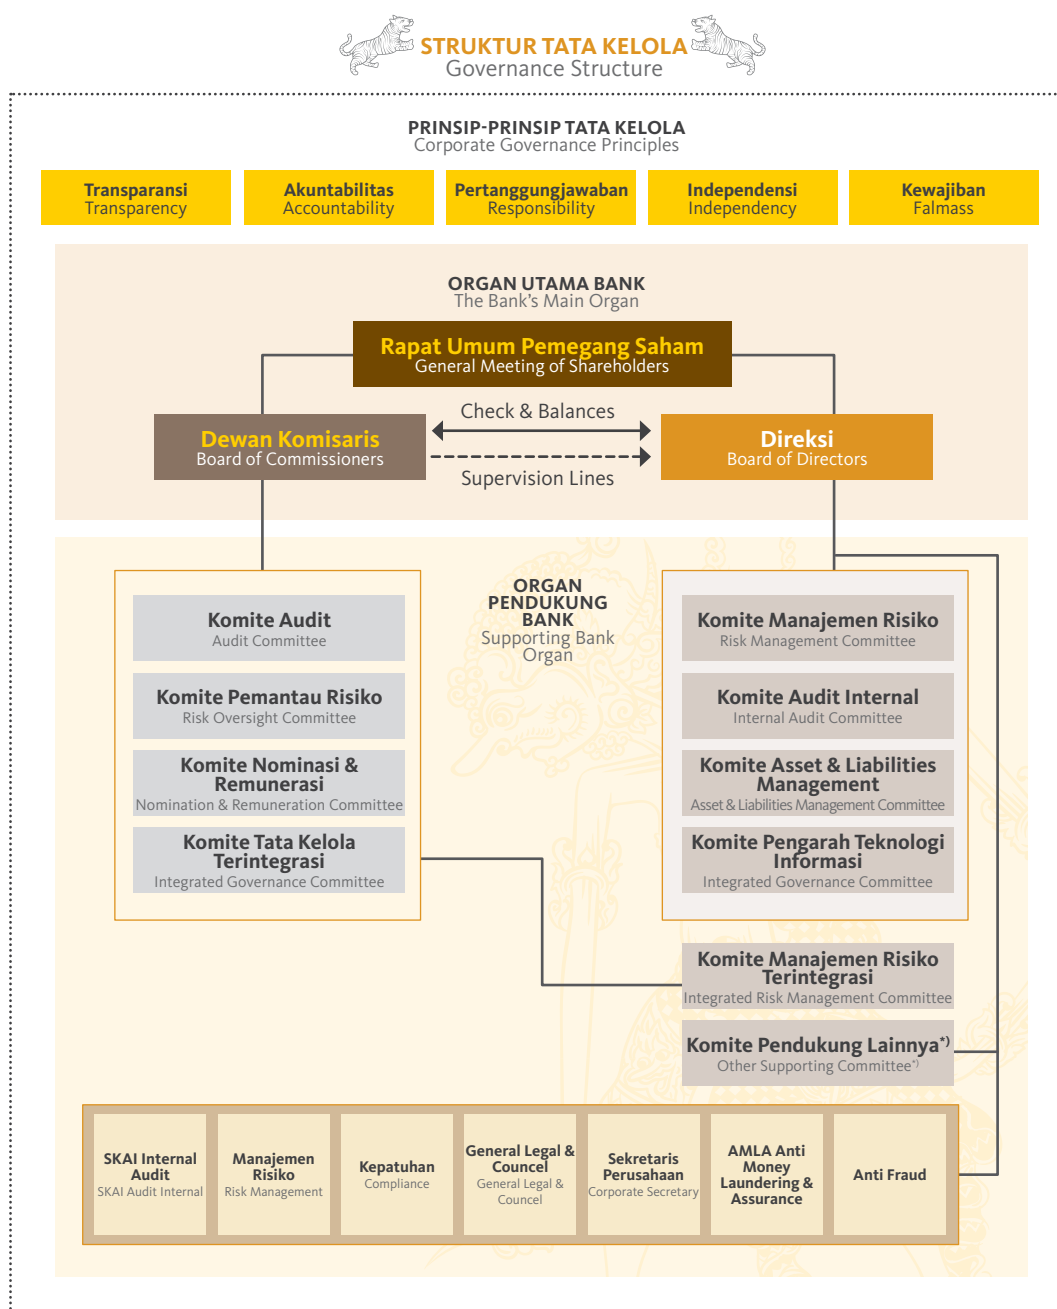 STRUKTUR TATA KELOLA
Governance Structure
PRINSIP-PRINSIP TATA KELOLA
Corporate Governance Principles
Transparansi
Transparency
Akuntabilitas
Accountability
Pertanggungjawaban
Responsibility
Independensi
Independency
Kewajiban
Falmass
ORGAN UTAMA BANK
The Bank's Main Organ
Rapat Umum Pemegang Saham
General Meeting of Shareholders
Dewan Komisaris
Board of Commissioners
Check & Balances
Supervision Lines
Direksi
Board of Directors
ORGAN
PENDUKUNG
BANK
Supporting Bank
Organ
Komite Audit
Audit Committee
Komite Pemantau Risiko
Risk Oversight Committee
Komite Nominasi &
Remunerasi
Nomination & Remuneration Committee
Komite Tata Kelola
Terintegrasi
Integrated Governance Committee
Komite Manajemen Risiko
Risk Management Committee
Komite Audit Internal
Internal Audit Committee
Komite Asset & Liabilities
Management
Asset & Liabilities Management Committee
Komite Pengarah Teknologi
Informasi
Integrated Governance Committee
Komite Manajemen Risiko
Terintegrasi
Integrated Risk Management Committee
Komite Pendukung Lainnya*)
Other Supporting Committee*)
SKAI Internal
Audit
SKAI Audit Internal
Manajemen
Risiko
Risk Management
Kepatuhan
Compliance
General Legal &
Councel
General Legal &
Councel
Sekretaris
Perusahaan
Corporate Secretary
AMLA Anti
Money
Laundering &
Assurance
Anti Fraud